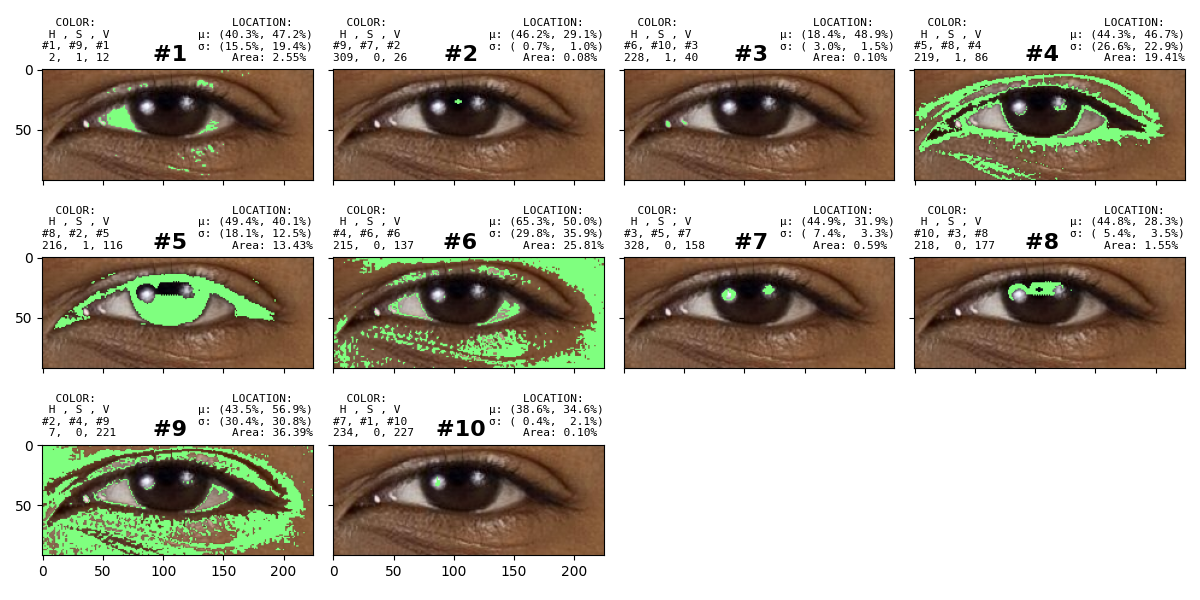 COLOR: LOCATION:
H , S , V μ: (40.3%, 47.2%)
#1, #9, #1 σ: (15.5%, 19.4%)
2, 1, 12 #1 Area: 2.55%
COLOR: LOCATION:
H , S , V μ: (46.2%, 29.1%)
#9, #7, #2 σ: ( 0.7%, 1.0%)
309, 0, 26 #2 Area: 0.08%
COLOR: LOCATION:
H , S , V μ: (18.4%, 48.9%)
#6, #10, #3 σ: ( 3.0%, 1.5%)
228, 1, 40 #3 Area: 0.10%
COLOR: LOCATION:
H , S , V μ: (44.3%, 46.7%)
#5, #8, #4 σ: (26.6%, 22.9%)
219, 1, 86 #4 Area: 19.41%
0
50
COLOR: LOCATION:
H , S , V μ: (49.4%, 40.1%)
#8, #2, #5 σ: (18.1%, 12.5%)
216, 1, 116 #5 Area: 13.43%
COLOR: LOCATION:
H , S , V μ: (65.3%, 50.0%)
#4, #6, #6 σ: (29.8%, 35.9%)
215, 0, 137 #6 Area: 25.81%
COLOR: LOCATION:
H , S , V μ: (44.9%, 31.9%)
#3, #5, #7 σ: ( 7.4%, 3.3%)
328, 0, 158 #7 Area: 0.59%
COLOR: LOCATION:
H , S , V μ: (44.8%, 28.3%)
#10, #3, #8 σ: ( 5.4%, 3.5%)
218, 0, 177 #8 Area: 1.55%
0
50
COLOR: LOCATION:
H , S , V μ: (43.5%, 56.9%)
#2, #4, #9 σ: (30.4%, 30.8%)
7, 0, 221 #9 Area: 36.39%
COLOR: LOCATION:
H , S , V μ: (38.6%, 34.6%)
#7, #1, #10 σ: ( 0.4%, 2.1%)
234, 0, 227 #10 Area: 0.10%
0
50
0 50 100 150 200
0 50 100 150 200